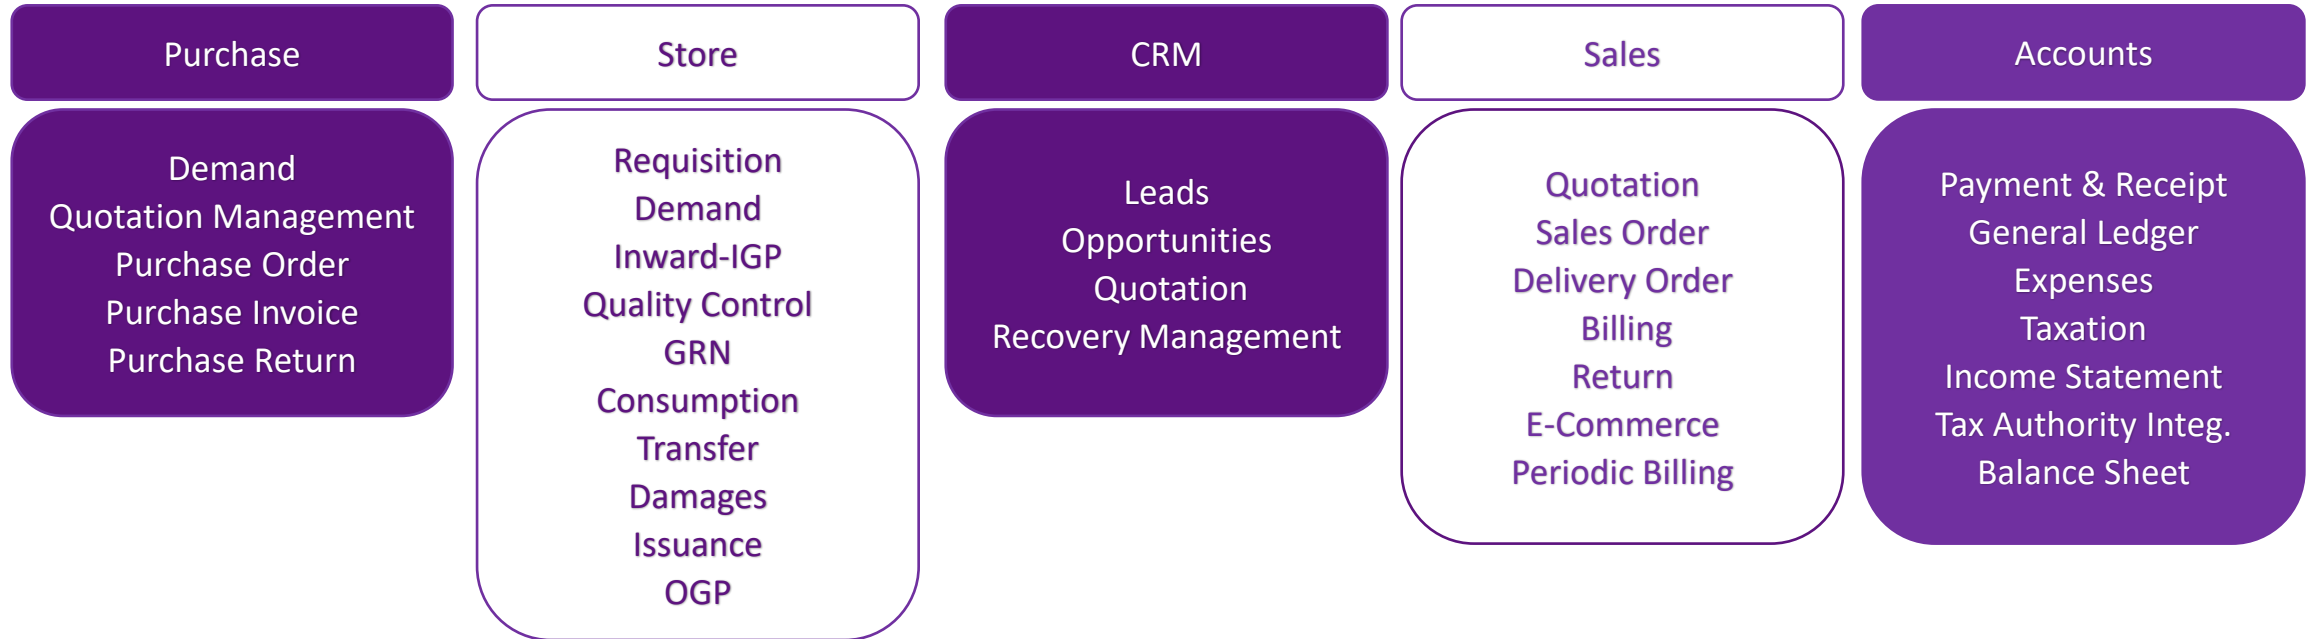 Purchase
Demand
Quotation Management
Purchase Order
Purchase Invoice
Purchase Return
Store
Requisition
Demand
Inward-IGP
Quality Control
GRN
Consumption
Transfer
Damages
Issuance
OGP
CRM
Leads
Opportunities
Quotation
Recovery Management
Sales
Quotation
Sales Order
Delivery Order
Billing
Return
E-Commerce
Periodic Billing
Accounts
Payment & Receipt
General Ledger
Expenses
Taxation
Income Statement
Tax Authority Integ.
Balance Sheet